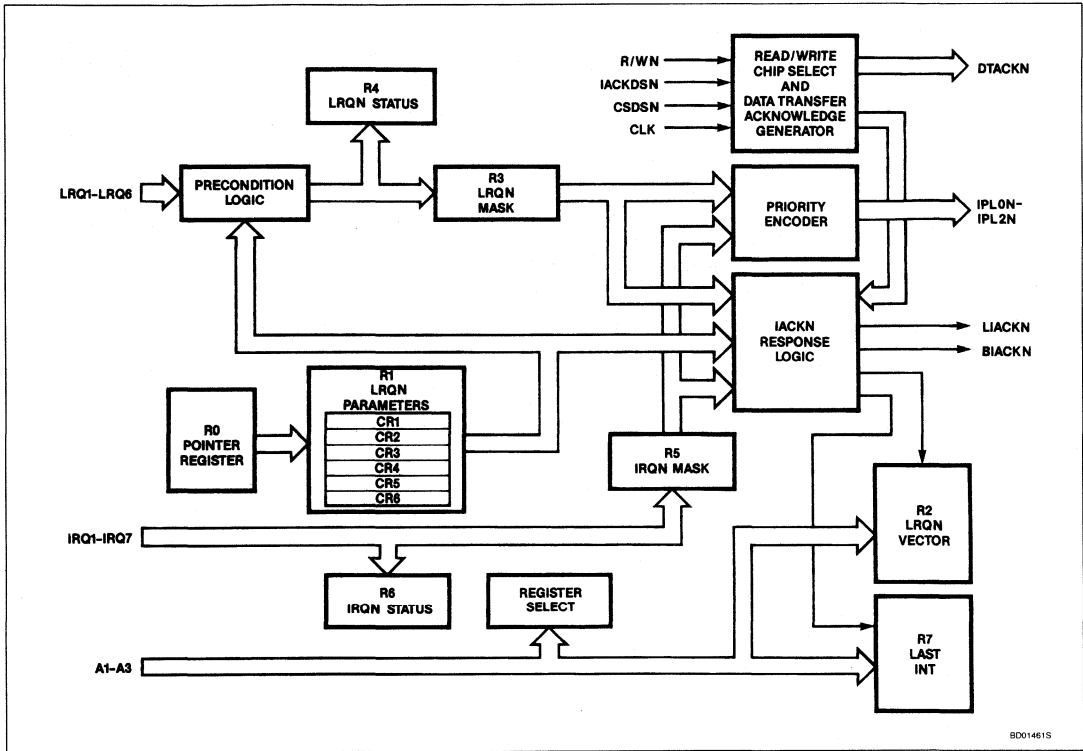 R/WN
IACKDSN
CSDSN
CLK
READ/WRITE
CHIP SELECT
AND
DATA TRANSFER
ACKNOWLEDGE
GENERATOR
DTACKN
R4
LRQN STATUS
LRQ1-LRQ6
PRECONDITION
LOGIC
R3
LRQN
MASK
PRIORITY
ENCODER
IPL0N-
IPL2N
IACKN
RESPONSE
LOGIC
LIACKN
BIACKN
R0
POINTER
REGISTER
R1
LRQN
PARAMETERS
CR1
CR2
CR3
CR4
CR5
CR6
R5
IRQN MASK
R2
LRQN
VECTOR
IRQ1-IRQ7
R6
IRQN STATUS
REGISTER
SELECT
R7
LAST
INT
A1-A3
BD01461S